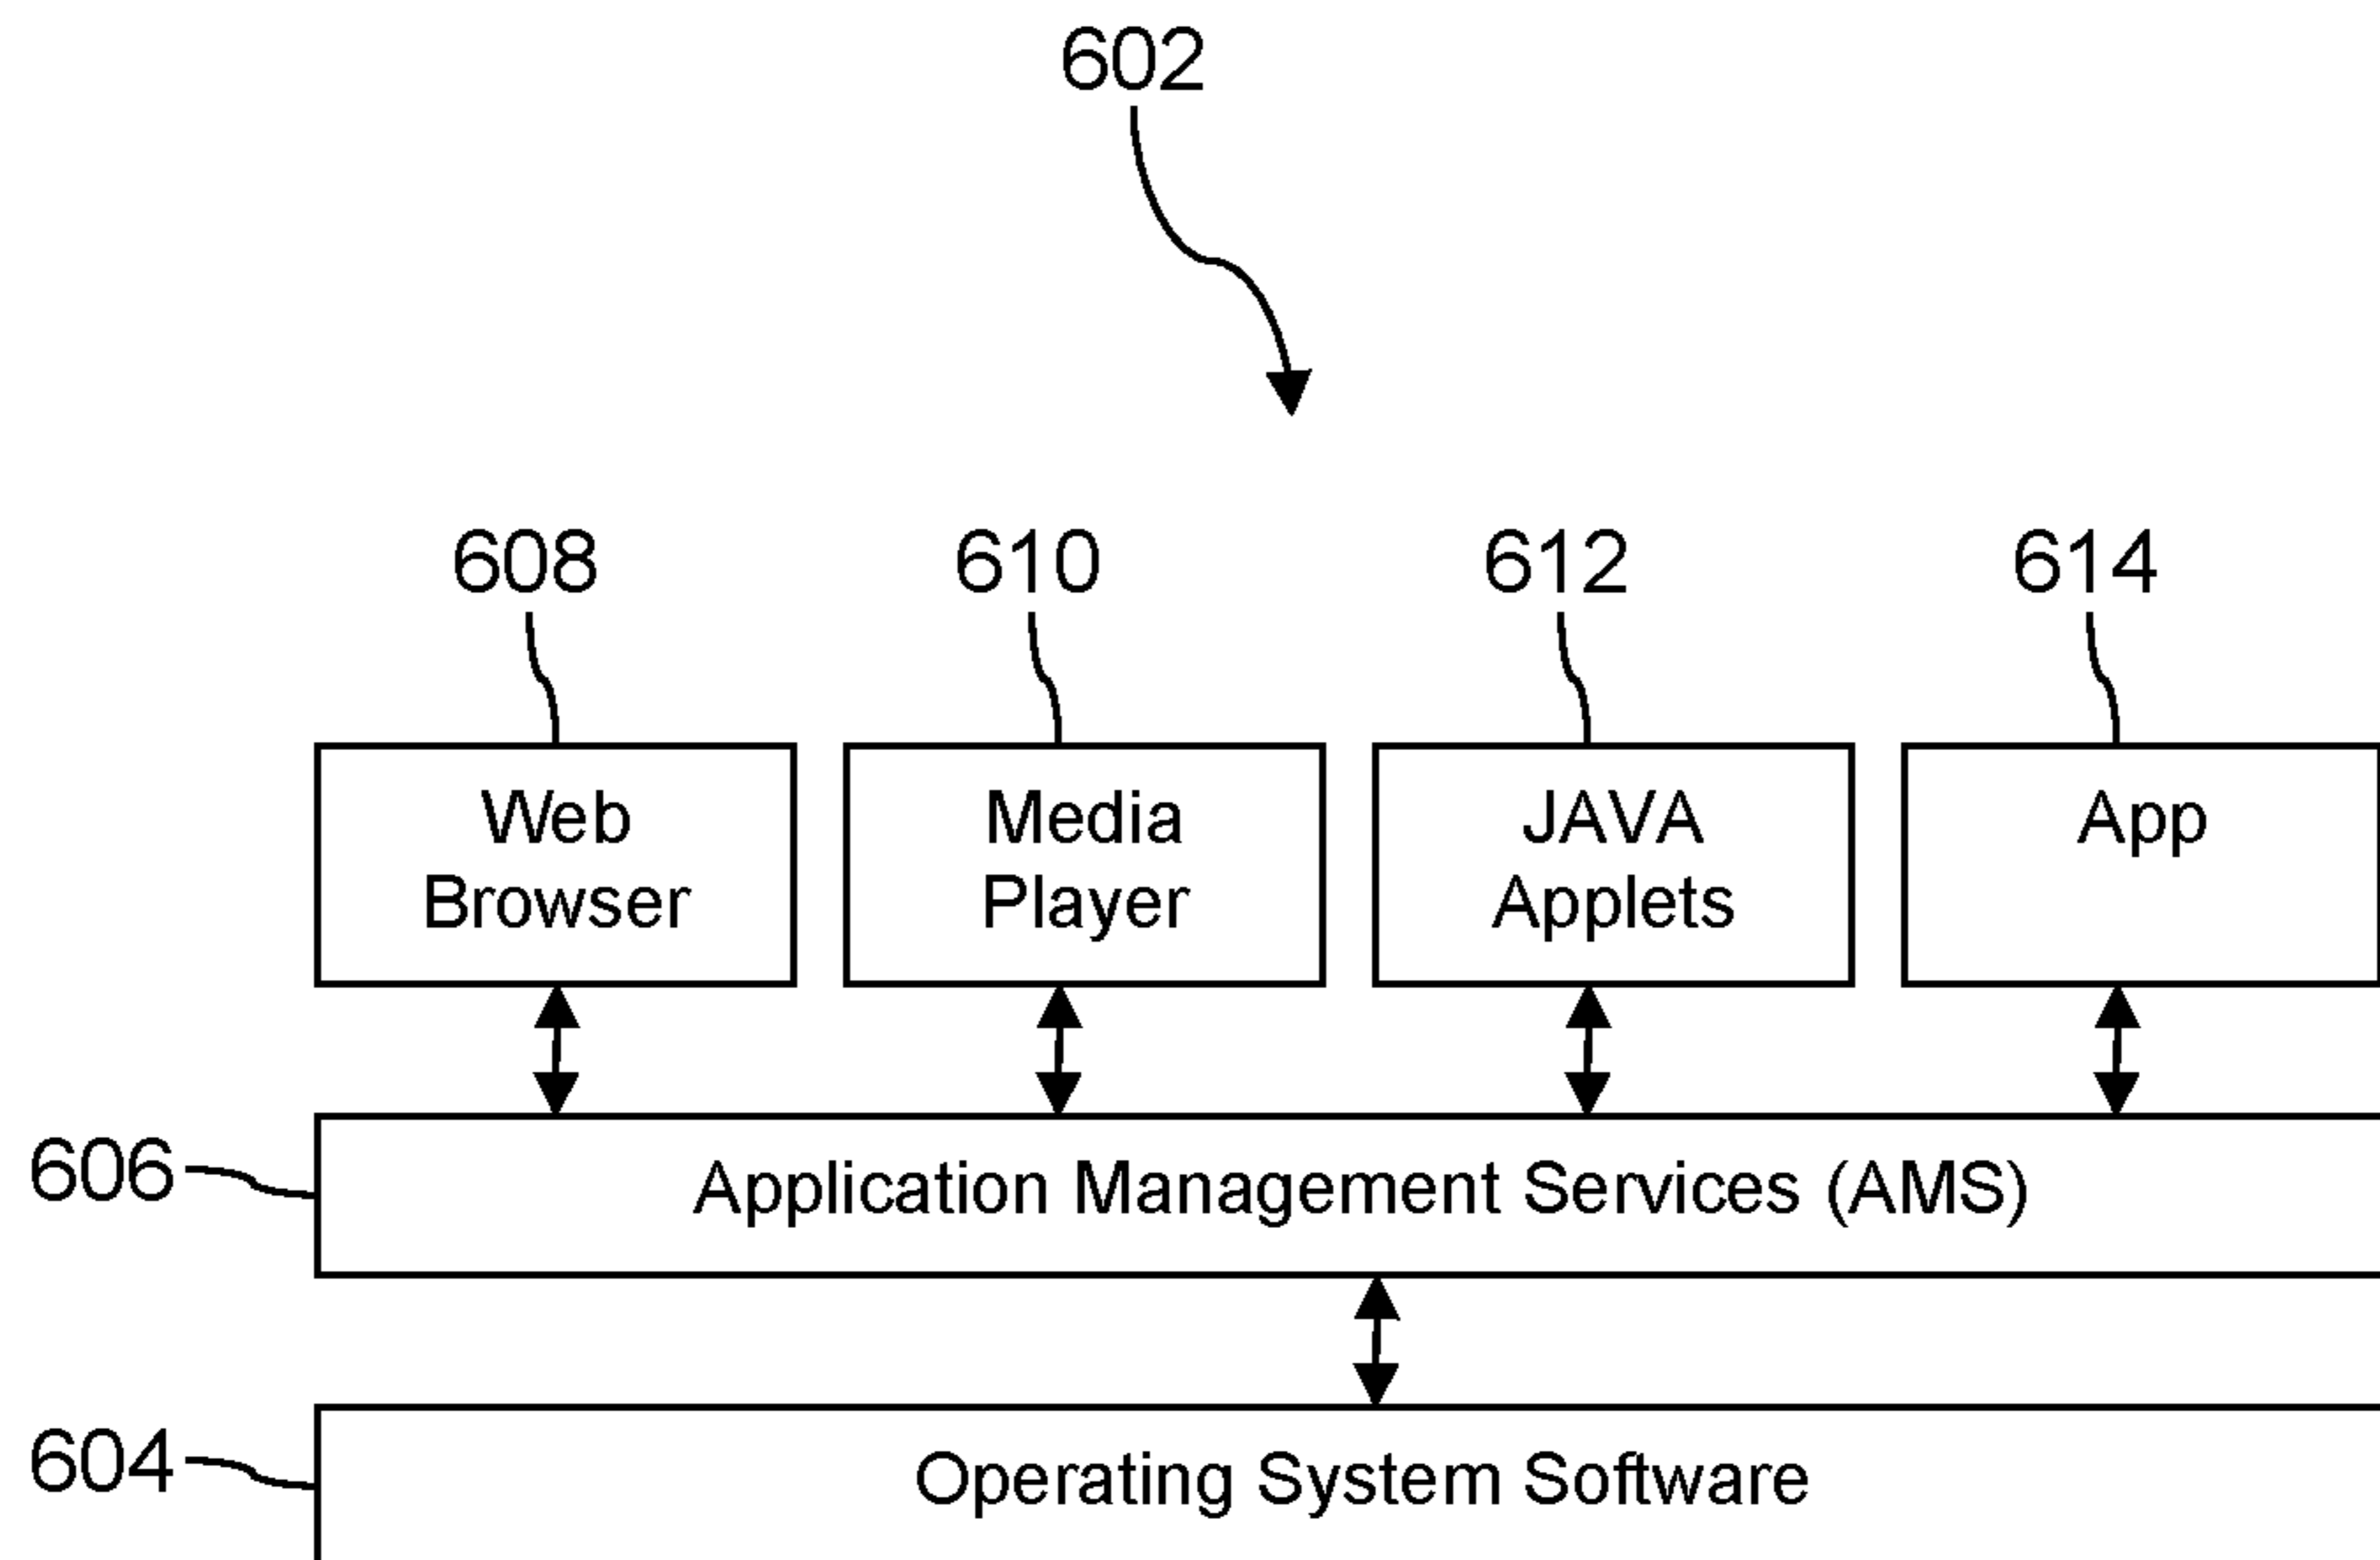 602
608
610
612
614
Web
Browser
Media
Player
JAVA
Applets
App
606
Application Management Services (AMS)
604
Operating System Software